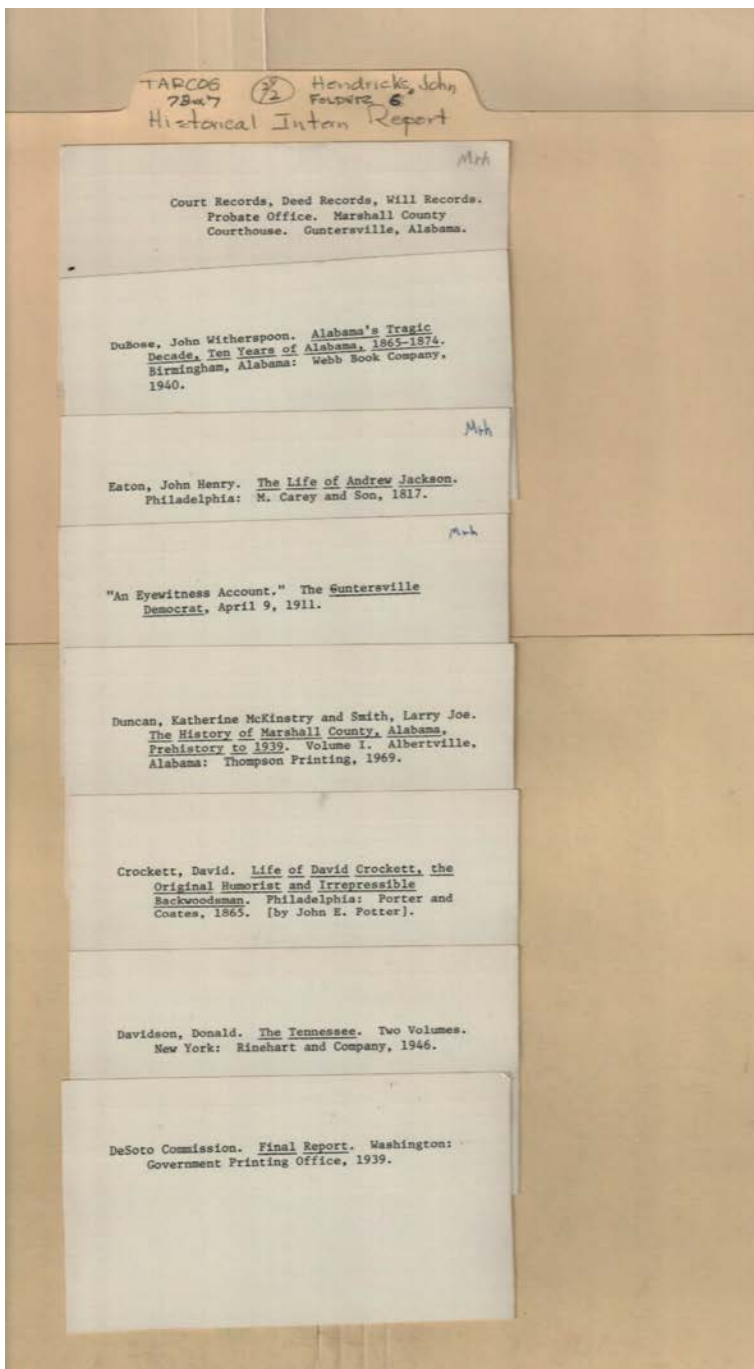 TARCOG
Hendricks, John
FOLDER 6
Historical Intern Report
Mrh
Court Records, Deed Records, Will Records.
Probate Office. Marshall County
Courthouse. Guntersville, Alabama.
DuBose, John Witherspoon. Alabama's Tragic
Decade, Ten Years of Alabama, 1865-1874.
Birmingham, Alabama: Webb Book Company,
1940.
Mrh
Eaton, John Henry. The Life of Andrew Jackson.
Philadelphia: M. Carey and Son, 1817.
Mrh
"An Eyewitness Account." The Guntersville
Democrat, April 9, 1911.
Duncan, Katherine McKinstry and Smith, Larry Joe.
The History of Marshall County, Alabama,
Prehistory to 1939. Volume I. Albertville,
Alabama: Thompson Printing, 1969.
Crockett, David. Life of David Crockett, the
Original Humorist and Irrepressible
Backwoodsman. Philadelphia: Porter and
Coates, 1865. [by John E. Potter].
Davidson, Donald. The Tennessee. Two Volumes.
New York: Rinehart and Company, 1946.
DeSoto Commission. Final Report. Washington:
Government Printing Office, 1939.